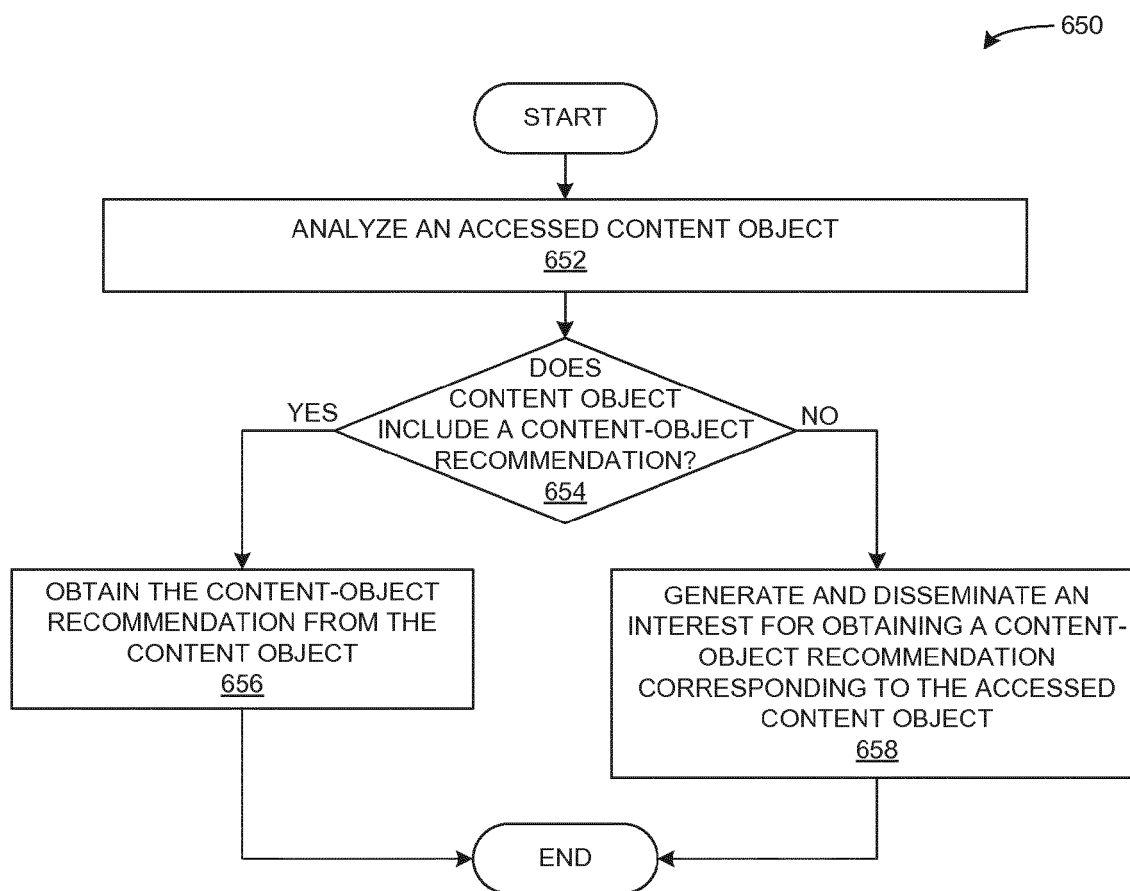 650
START
ANALYZE AN ACCESSED CONTENT OBJECT
652
DOES
CONTENT OBJECT
INCLUDE A CONTENT-OBJECT
RECOMMENDATION?
654
YES
NO
OBTAIN THE CONTENT-OBJECT
RECOMMENDATION FROM THE
CONTENT OBJECT
656
GENERATE AND DISSEMINATE AN
INTEREST FOR OBTAINING A CONTENT-
OBJECT RECOMMENDATION
CORRESPONDING TO THE ACCESSED
CONTENT OBJECT
658
END